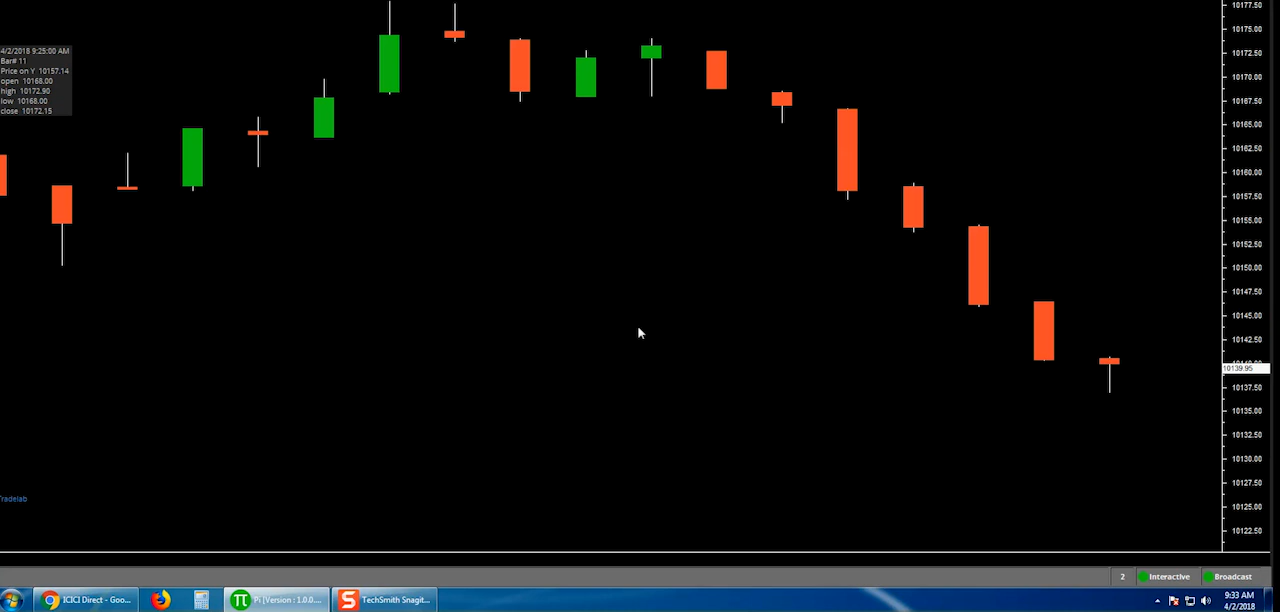 4/2/2018 9:25:00 AM
Bar# 11
Price on Y 10157.14
open 10168.00
high 10172.90
low 10168.00
close 10172.15
10177.50
10175.00
10172.50
10170.00
10167.50
10165.00
10162.50
10160.00
10157.50
10155.00
10152.50
10150.00
10147.50
10145.00
10142.50
10139.95
10137.50
10135.00
10132.50
10130.00
10127.50
10125.00
10122.50
Tradelab
2 Interactive Broadcast
ICICI Direct - Goo...
Pi [Version : 1.0.0....
TechSmith Snagit...
9:33 AM
4/2/2018